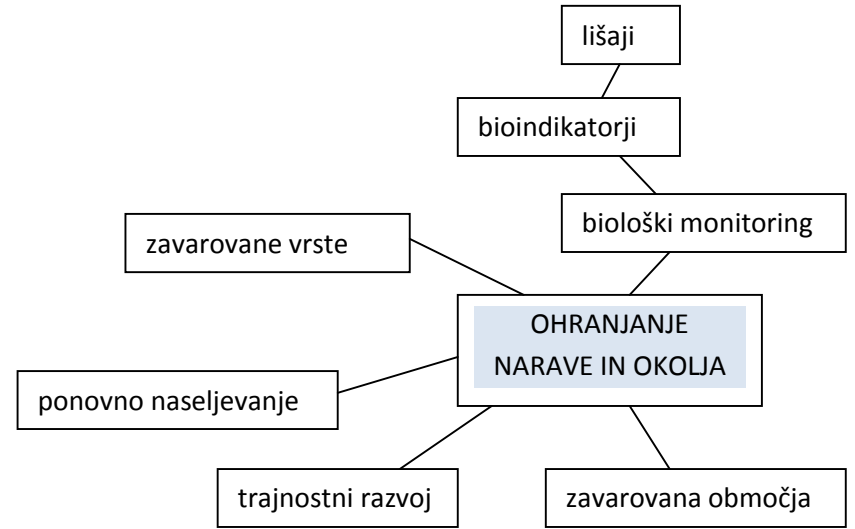 lišaji
bioindikatorji
biološki monitoring
zavarovane vrste
OHRANJANJE
NARAVE IN OKOLJA
ponovno naseljevanje
trajnostni razvoj
zavarovana območja